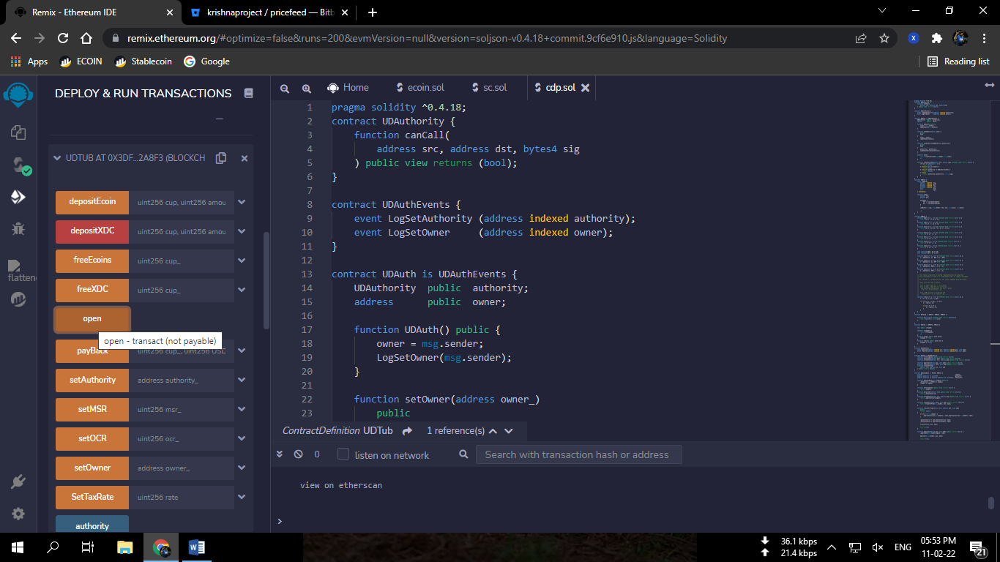 Remix - Ethereum IDE
krishnaproject / pricefeed — Bitb
remix.ethereum.org/#optimize=false&runs=200&evmVersion=null&version=soljson-v0.4.18+commit.9cf6e910.js&language=Solidity
X
Apps
ECOIN
Stablecoin
Google
Reading list
DEPLOY & RUN TRANSACTIONS
Home
ecoin.sol
sc.sol
cdp.sol
UDTUB AT 0X3DF...2A8F3 (BLOCKCH
depositEcoin
uint256 cup, uint256 amou
depositXDC
uint256 cup, uint256 amou
freeEcoins
uint256 cup_
freeXDC
uint256 cup_
open
open - transact (not payable)
payBack
uint256 cup_, uint256 USD
setAuthority
address authority_
setMSR
uint256 msr_
setOCR
uint256 ocr_
setOwner
address owner_
SetTaxRate
uint256 rate
authority
flattene
1 pragma solidity ^0.4.18;
2 contract UDAuthority {
3 function canCall(
4 address src, address dst, bytes4 sig
5 ) public view returns (bool);
6 }
7
8 contract UDAuthEvents {
9 event LogSetAuthority (address indexed authority);
10 event LogSetOwner (address indexed owner);
11 }
12
13 contract UDAuth is UDAuthEvents {
14 UDAuthority public authority;
15 address public owner;
16
17 function UDAuth() public {
18 owner = msg.sender;
19 LogSetOwner(msg.sender);
20 }
21
22 function setOwner(address owner_)
23 public
ContractDefinition UDTub
1 reference(s)
0
listen on network
Search with transaction hash or address
view on etherscan
>
36.1 kbps
21.4 kbps
ENG
05:53 PM
11-02-22
21